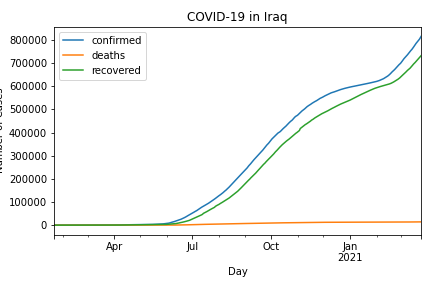 COVID-19 in Iraq
confirmed
deaths
recovered
800000
700000
600000
500000
400000
300000
200000
100000
0
Apr
Jul
Oct
Jan
2021
Day